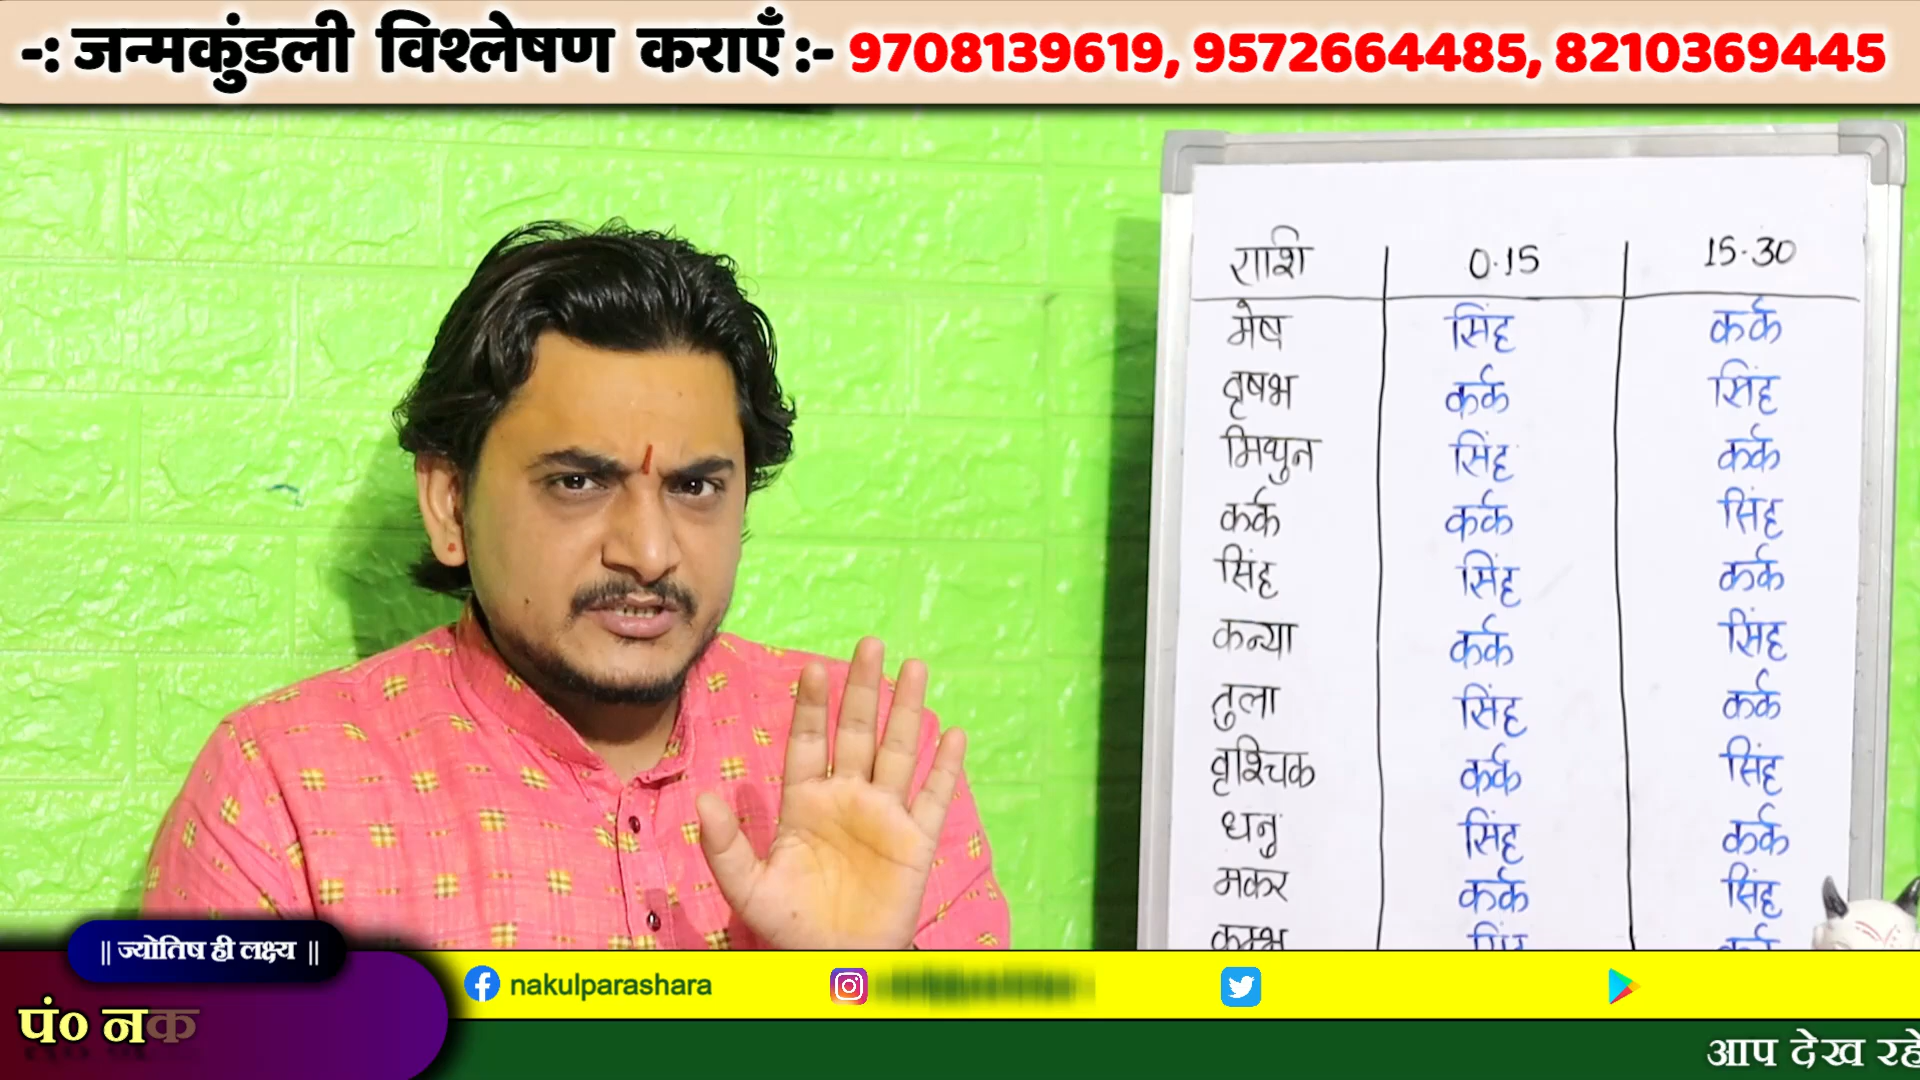 -: जन्मकुंडली विश्लेषण कराएँ :- 9708139619, 9572664485, 8210369445
राशि 0.15 15.30
मेष सिंह कर्क
वृषभ कर्क सिंह
मिथुन सिंह कर्क
कर्क कर्क सिंह
सिंह सिंह कर्क
कन्या कर्क सिंह
तुला सिंह कर्क
वृश्चिक कर्क सिंह
धनु सिंह कर्क
मकर कर्क सिंह
कुम्भ सिंह कर्क
|| ज्योतिष ही लक्ष्य ||
पं० नक
nakulparashara
आप देख रहे